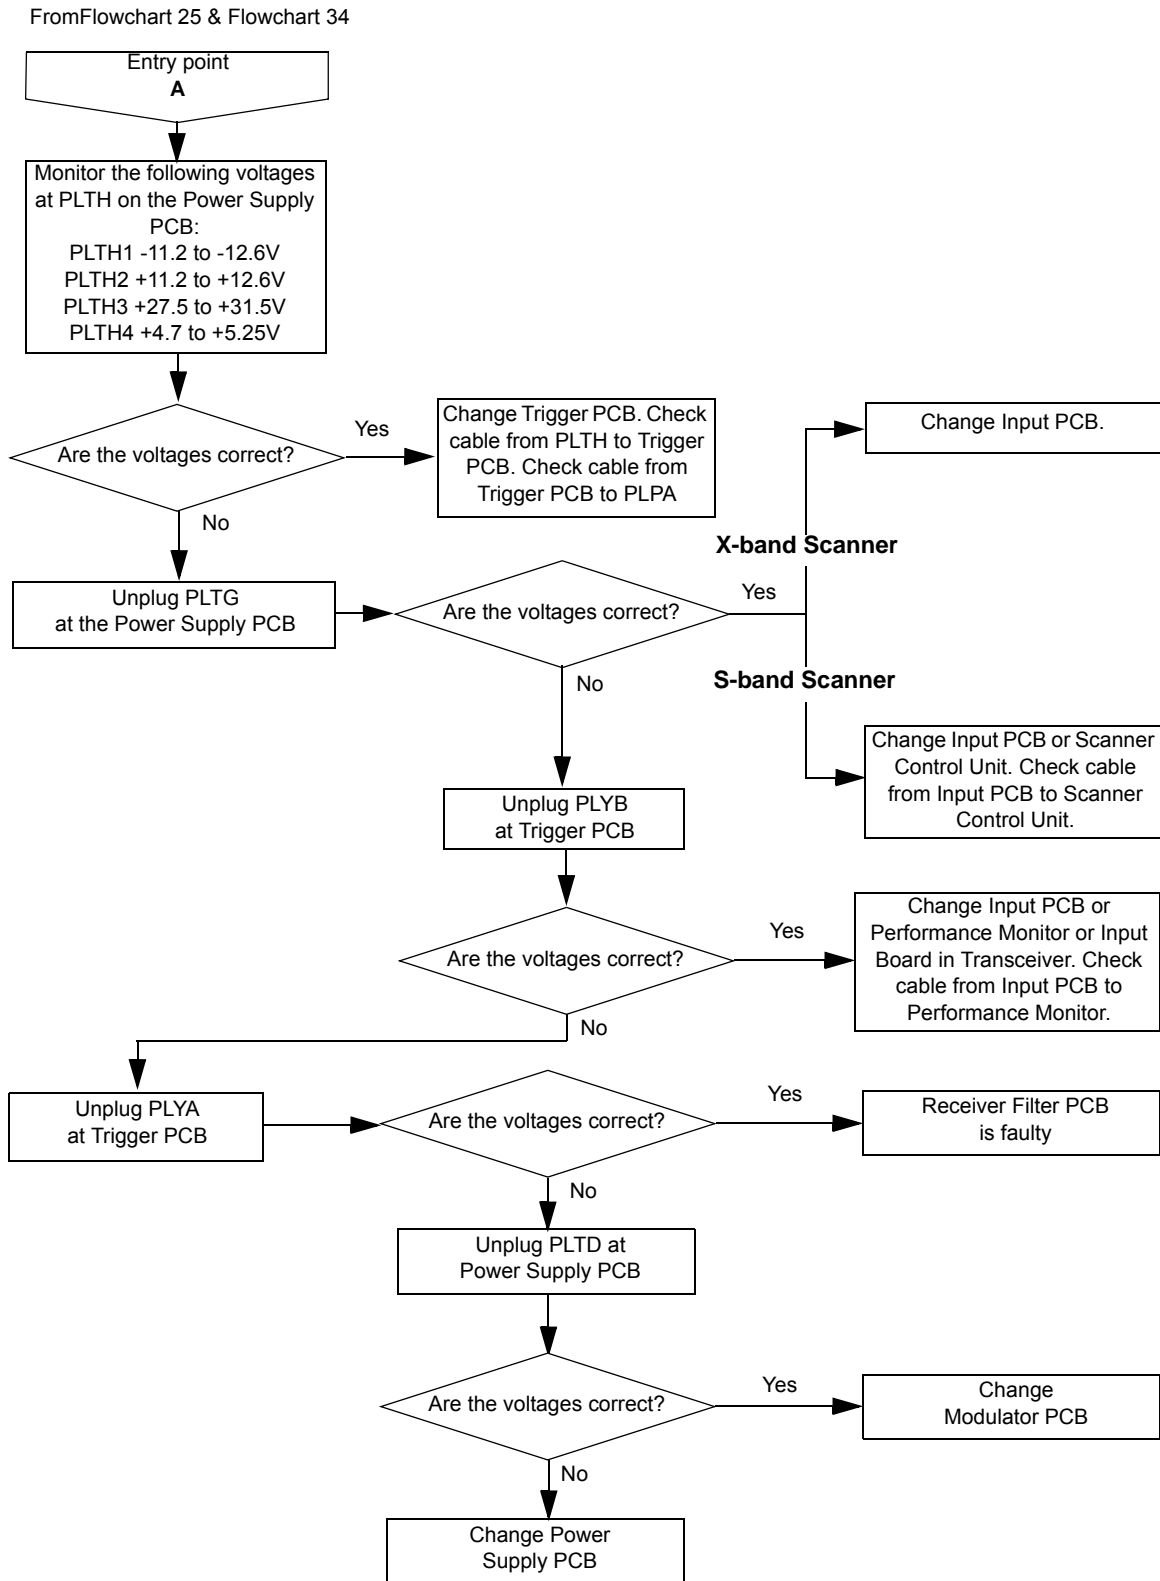 FromFlowchart 25 & Flowchart 34
Entry point
A
Monitor the following voltages
at PLTH on the Power Supply
PCB:
PLTH1 -11.2 to -12.6V
PLTH2 +11.2 to +12.6V
PLTH3 +27.5 to +31.5V
PLTH4 +4.7 to +5.25V
Are the voltages correct?
Yes
Change Trigger PCB. Check
cable from PLTH to Trigger
PCB. Check cable from
Trigger PCB to PLPA
No
Unplug PLTG
at the Power Supply PCB
Are the voltages correct?
Yes
X-band Scanner
Change Input PCB.
S-band Scanner
Change Input PCB or Scanner
Control Unit. Check cable
from Input PCB to Scanner
Control Unit.
No
Unplug PLYB
at Trigger PCB
Are the voltages correct?
Yes
Change Input PCB or
Performance Monitor or Input
Board in Transceiver. Check
cable from Input PCB to
Performance Monitor.
No
Unplug PLYA
at Trigger PCB
Are the voltages correct?
Yes
Receiver Filter PCB
is faulty
No
Unplug PLTD at
Power Supply PCB
Are the voltages correct?
Yes
Change
Modulator PCB
No
Change Power
Supply PCB